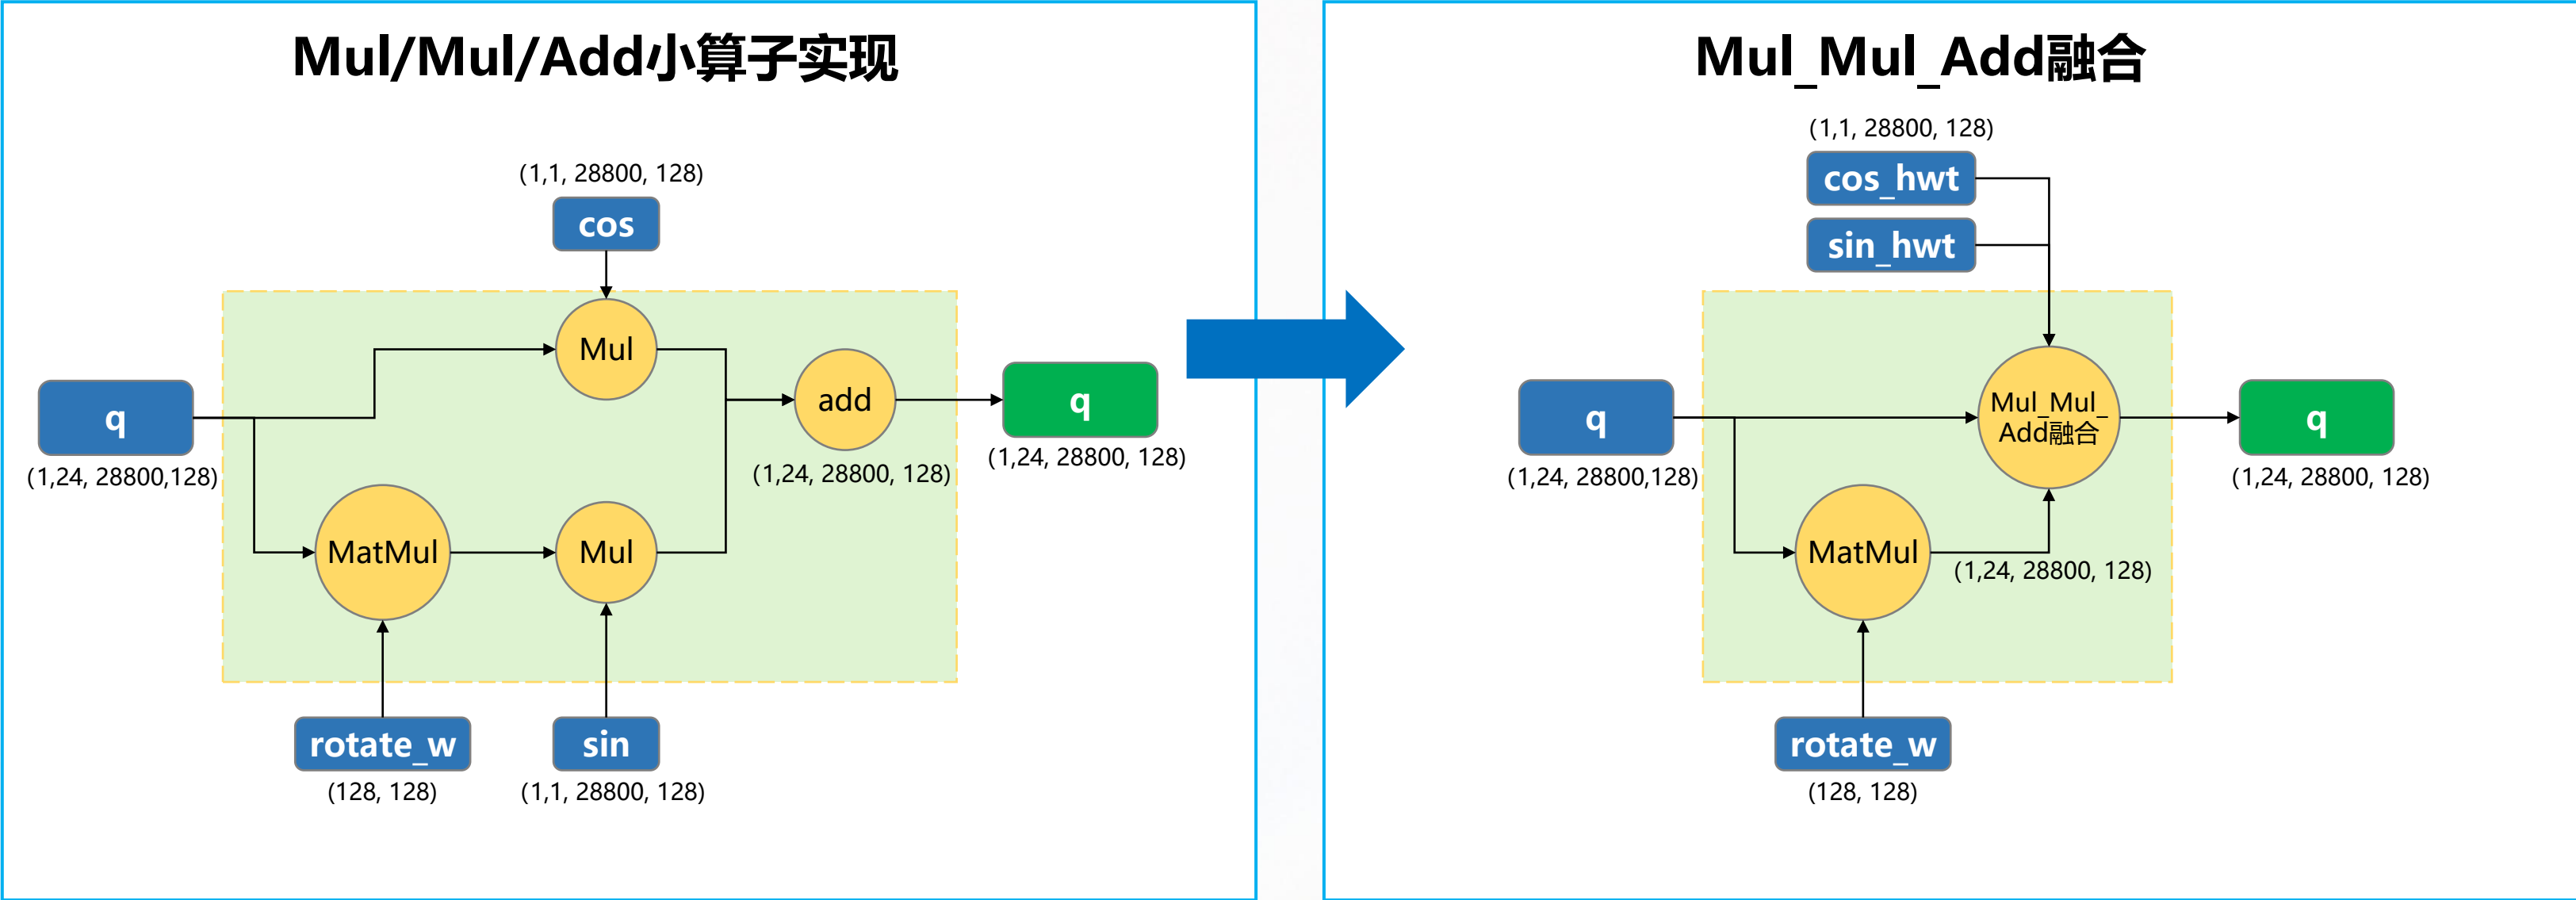 Mul/Mul/Add小算子实现
(1,1, 28800, 128)
cos
Mul
add
q
(1,24, 28800,128)
(1,24, 28800, 128)
q
(1,24, 28800, 128)
MatMul
Mul
rotate_w
(128, 128)
sin
(1,1, 28800, 128)
Mul_Mul_Add融合
(1,1, 28800, 128)
cos_hwt
sin_hwt
q
(1,24, 28800,128)
Mul_Mul_
Add融合
q
(1,24, 28800, 128)
MatMul
(1,24, 28800, 128)
rotate_w
(128, 128)